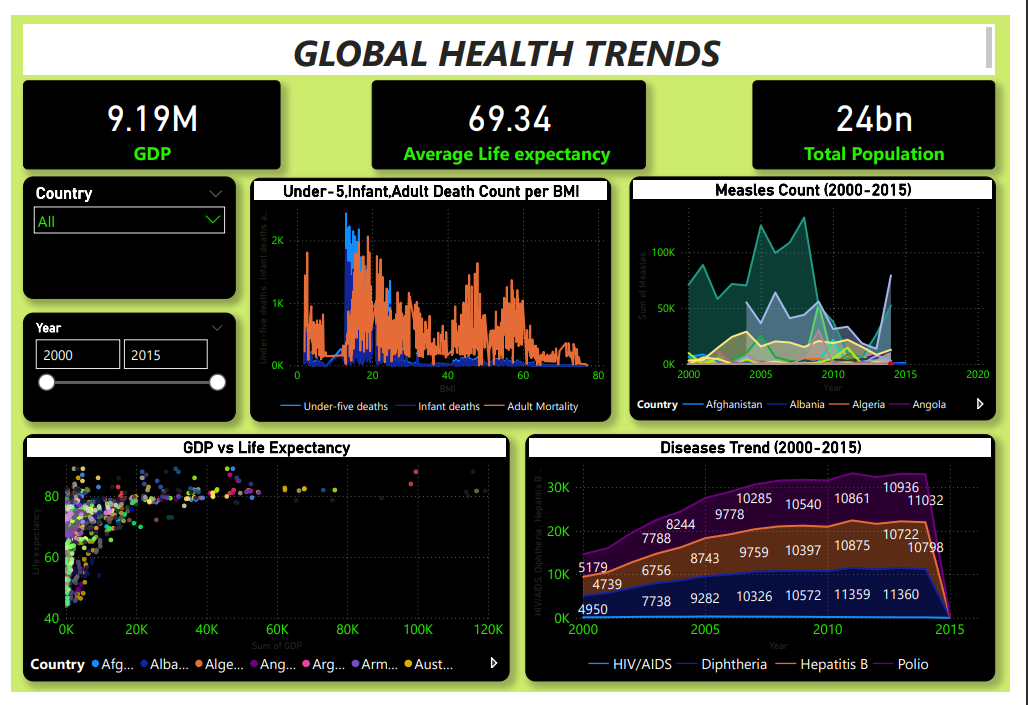 GLOBAL HEALTH TRENDS
9.19M
GDP
69.34
Average Life expectancy
24bn
Total Population
Country
All
Year
2000 2015
Under-5,Infant,Adult Death Count per BMI
Under-five deaths, Infant deaths a...
2K
1K
0K
0 20 40 60 80
BMI
Under-five deaths Infant deaths Adult Mortality
Measles Count (2000-2015)
Sum of Measles
100K
50K
0K
2000 2005 2010 2015 2020
Year
Country Afghanistan Albania Algeria Angola
GDP vs Life Expectancy
Life expectancy
80
60
40
0K 20K 40K 60K 80K 100K 120K
Sum of GDP
Country Afg... Alba... Alge... Ang... Arg... Arm... Aust...
Diseases Trend (2000-2015)
HIV/AIDS, Diphtheria , Hepatitis B ...
30K
20K
10K
0K
5179 7788 8244 9778 10285 10540 10861 10936 11032
4739 6756 8743 9759 10397 10875 10722 10798
4950 7738 9282 10326 10572 11359 11360
2000 2005 2010 2015
Year
HIV/AIDS Diphtheria Hepatitis B Polio